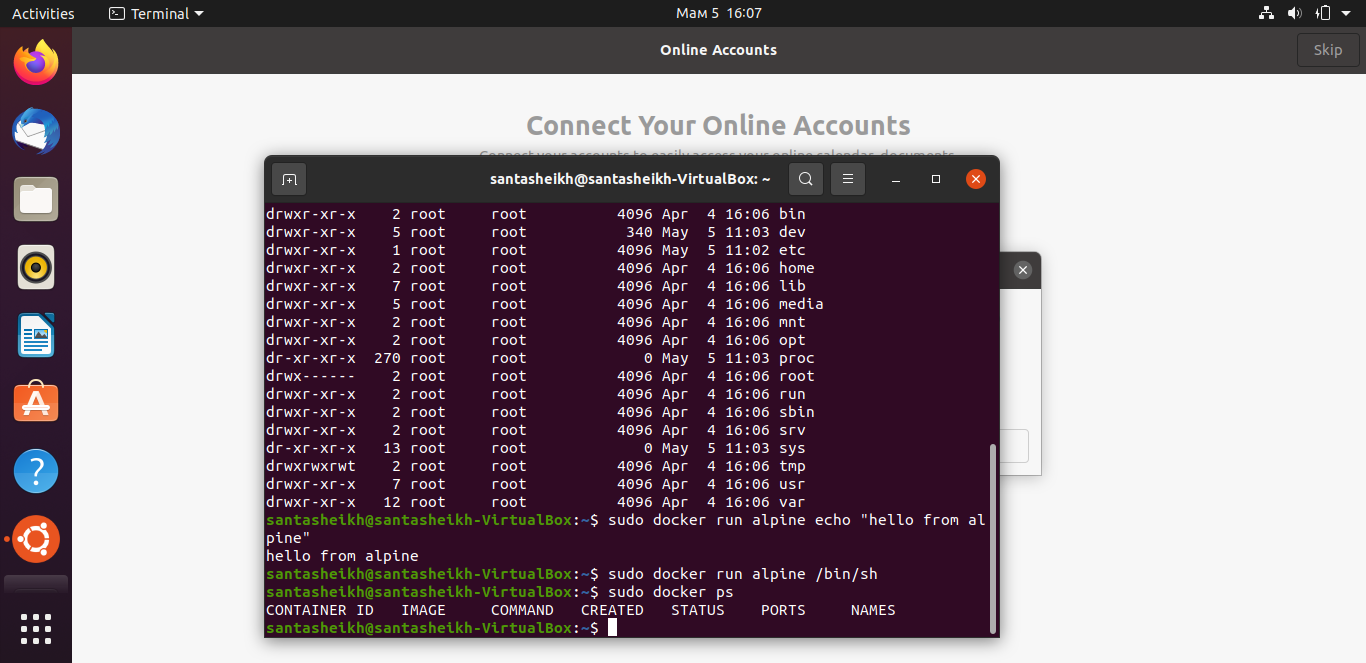 Activities
Terminal
Мам 5 16:07
Online Accounts
Skip
Connect Your Online Accounts
Connect your accounts to easily access your online calendar, documents,
santasheikh@santasheikh-VirtualBox: ~
drwxr-xr-x    2 root     root          4096 Apr  4 16:06 bin
drwxr-xr-x    5 root     root           340 May  5 11:03 dev
drwxr-xr-x    1 root     root          4096 May  5 11:02 etc
drwxr-xr-x    2 root     root          4096 Apr  4 16:06 home
drwxr-xr-x    7 root     root          4096 Apr  4 16:06 lib
drwxr-xr-x    5 root     root          4096 Apr  4 16:06 media
drwxr-xr-x    2 root     root          4096 Apr  4 16:06 mnt
drwxr-xr-x    2 root     root          4096 Apr  4 16:06 opt
dr-xr-xr-x  270 root     root             0 May  5 11:03 proc
drwx------    2 root     root          4096 Apr  4 16:06 root
drwxr-xr-x    2 root     root          4096 Apr  4 16:06 run
drwxr-xr-x    2 root     root          4096 Apr  4 16:06 sbin
drwxr-xr-x    2 root     root          4096 Apr  4 16:06 srv
dr-xr-xr-x   13 root     root             0 May  5 11:03 sys
drwxrwxrwt    2 root     root          4096 Apr  4 16:06 tmp
drwxr-xr-x    7 root     root          4096 Apr  4 16:06 usr
drwxr-xr-x   12 root     root          4096 Apr  4 16:06 var
santasheikh@santasheikh-VirtualBox:~$ sudo docker run alpine echo "hello from al
pine"
hello from alpine
santasheikh@santasheikh-VirtualBox:~$ sudo docker run alpine /bin/sh
santasheikh@santasheikh-VirtualBox:~$ sudo docker ps
CONTAINER ID   IMAGE     COMMAND   CREATED   STATUS    PORTS     NAMES
santasheikh@santasheikh-VirtualBox:~$